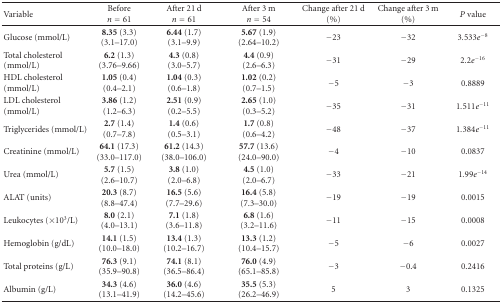 Variable Before After 21 d After 3 m Change after 21 d Change after 3 m P value
n = 61 n = 61 n = 54 (%) (%)
Glucose (mmol/L) 8.35 (3.3) 6.44 (1.7) 5.67 (1.9) −23 −32 3.533e−8
(3.1–17.0) (3.1–9.9) (2.64–10.2)
Total cholesterol 6.2 (1.3) 4.3 (0.8) 4.4 (0.9) −31 −29 2.2e−16
(mmol/L) (3.76–9.66) (3.0–5.7) (2.6–6.3)
HDL cholesterol 1.05 (0.4) 1.04 (0.3) 1.02 (0.2) −5 −3 0.8889
(mmol/L) (0.4–2.1) (0.6–1.8) (0.7–1.5)
LDL cholesterol 3.86 (1.2) 2.51 (0.9) 2.65 (1.0) −35 −31 1.511e−11
(mmol/L) (1.2–6.3) (0.2–5.5) (0.3–5.2)
Triglycerides (mmol/L) 2.7 (1.4) 1.4 (0.6) 1.7 (0.8) −48 −37 1.384e−11
(0.7–7.8) (0.5–3.1) (0.6–4.2)
Creatinine (mmol/L) 64.1 (17.3) 61.2 (14.3) 57.7 (13.6) −4 −10 0.0837
(33.0–117.0) (38.0–106.0) (24.0–90.0)
Urea (mmol/L) 5.7 (1.5) 3.8 (1.0) 4.5 (1.0) −33 −21 1.99e−14
(2.6–10.7) (2.0–6.8) (2.0–6.7)
ALAT (units) 20.3 (8.7) 16.5 (5.6) 16.4 (5.8) −19 −19 0.0015
(8.8–47.4) (7.7–29.6) (7.3–30.0)
Leukocytes (×10³/L) 8.0 (2.1) 7.1 (1.8) 6.8 (1.6) −11 −15 0.0008
(4.0–13.1) (3.6–11.8) (3.2–11.6)
Hemoglobin (g/dL) 14.1 (1.5) 13.4 (1.3) 13.3 (1.2) −5 −6 0.0027
(10.0–18.0) (10.2–16.7) (10.4–15.7)
Total proteins (g/L) 76.3 (9.1) 74.1 (8.1) 76.0 (4.9) −3 −0.4 0.2416
(35.9–90.8) (36.5–86.4) (65.1–85.8)
Albumin (g/L) 34.3 (4.6) 36.0 (4.6) 35.5 (5.3) 5 3 0.1325
(13.1–41.9) (14.2–45.6) (26.2–46.9)